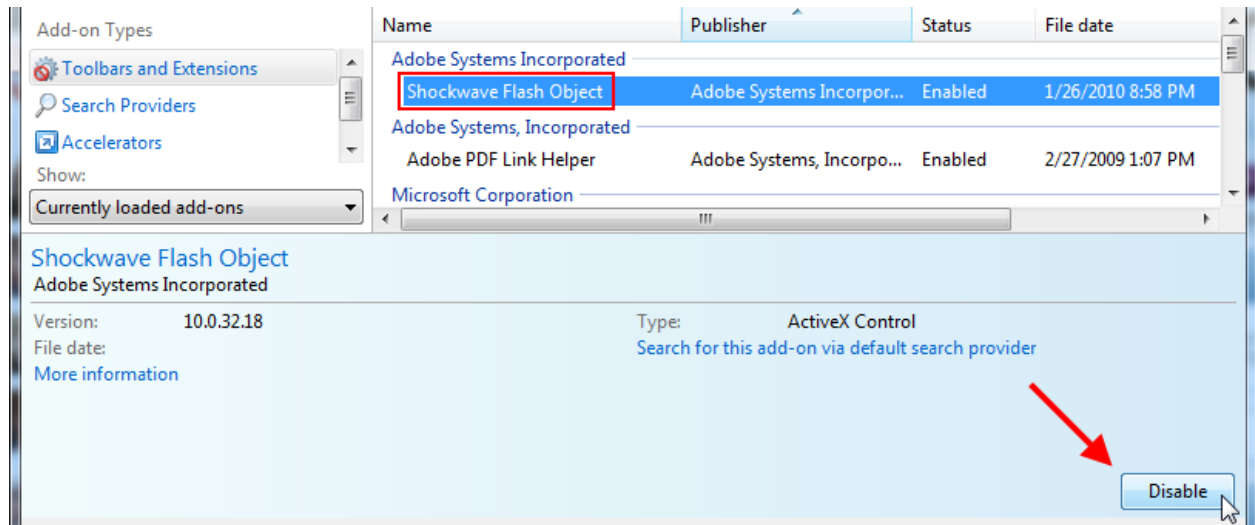 Add-on Types
Toolbars and Extensions
Search Providers
Accelerators
Show:
Currently loaded add-ons
Name Publisher Status File date
Adobe Systems Incorporated
Shockwave Flash Object Adobe Systems Incorpor... Enabled 1/26/2010 8:58 PM
Adobe Systems, Incorporated
Adobe PDF Link Helper Adobe Systems, Incorpo... Enabled 2/27/2009 1:07 PM
Microsoft Corporation
Shockwave Flash Object
Adobe Systems Incorporated
Version: 10.0.32.18 Type: ActiveX Control
File date: Search for this add-on via default search provider
More information
Disable